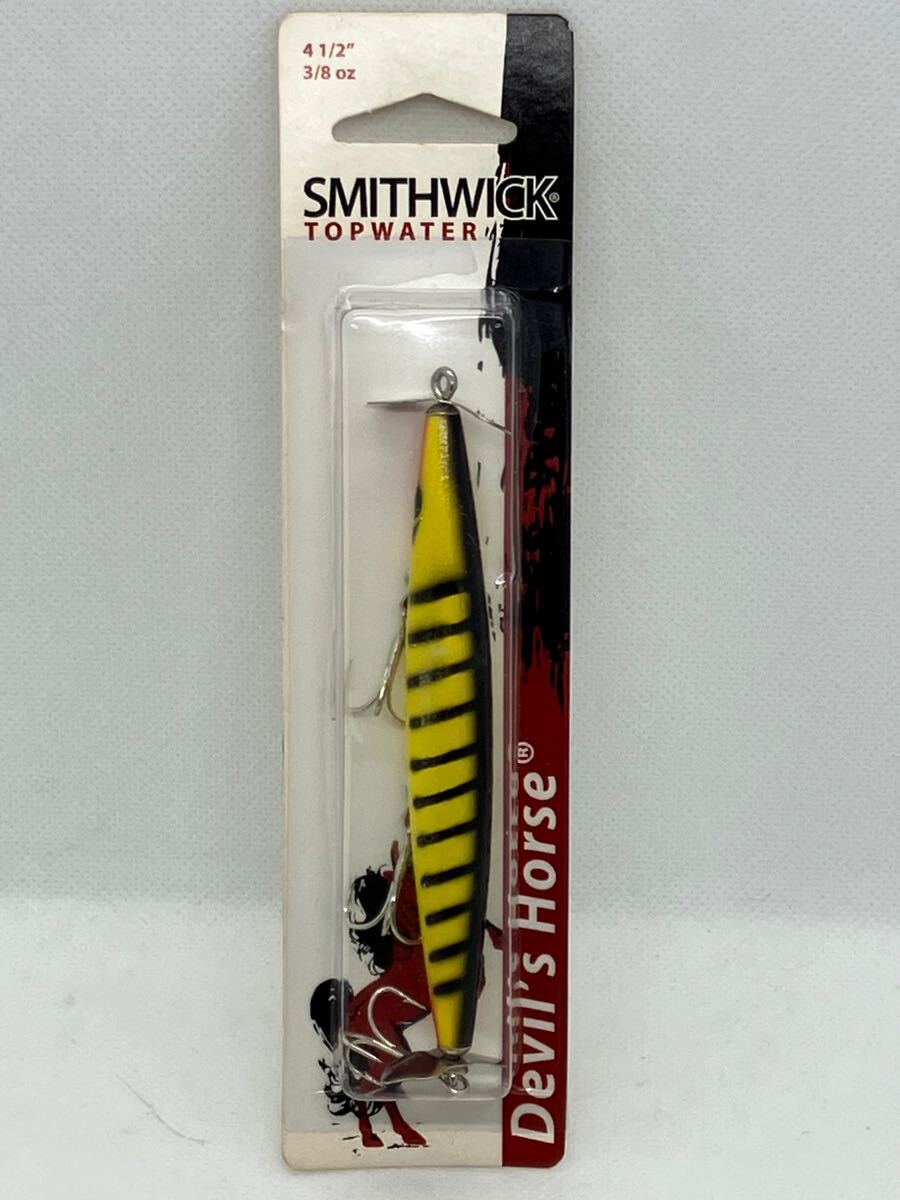 4 1/2"
3/8 oz
SMITHWICK®
TOPWATER
Devil's Horse®